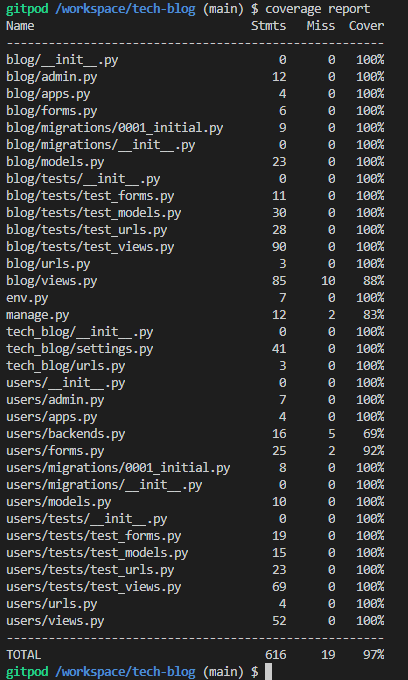 gitpod /workspace/tech-blog (main) $ coverage report
Name                               Stmts   Miss  Cover
------------------------------------------------------
blog/__init__.py                       0      0   100%
blog/admin.py                         12      0   100%
blog/apps.py                           4      0   100%
blog/forms.py                          6      0   100%
blog/migrations/0001_initial.py        9      0   100%
blog/migrations/__init__.py            0      0   100%
blog/models.py                        23      0   100%
blog/tests/__init__.py                 0      0   100%
blog/tests/test_forms.py              11      0   100%
blog/tests/test_models.py             30      0   100%
blog/tests/test_urls.py               28      0   100%
blog/tests/test_views.py              90      0   100%
blog/urls.py                           3      0   100%
blog/views.py                         85     10    88%
env.py                                 7      0   100%
manage.py                             12      2    83%
tech_blog/__init__.py                  0      0   100%
tech_blog/settings.py                 41      0   100%
tech_blog/urls.py                      3      0   100%
users/__init__.py                      0      0   100%
users/admin.py                         7      0   100%
users/apps.py                          4      0   100%
users/backends.py                     16      5    69%
users/forms.py                        25      2    92%
users/migrations/0001_initial.py       8      0   100%
users/migrations/__init__.py           0      0   100%
users/models.py                       10      0   100%
users/tests/__init__.py                0      0   100%
users/tests/test_forms.py             19      0   100%
users/tests/test_models.py            15      0   100%
users/tests/test_urls.py              23      0   100%
users/tests/test_views.py             69      0   100%
users/urls.py                          4      0   100%
users/views.py                        52      0   100%
------------------------------------------------------
TOTAL                                616     19    97%
gitpod /workspace/tech-blog (main) $